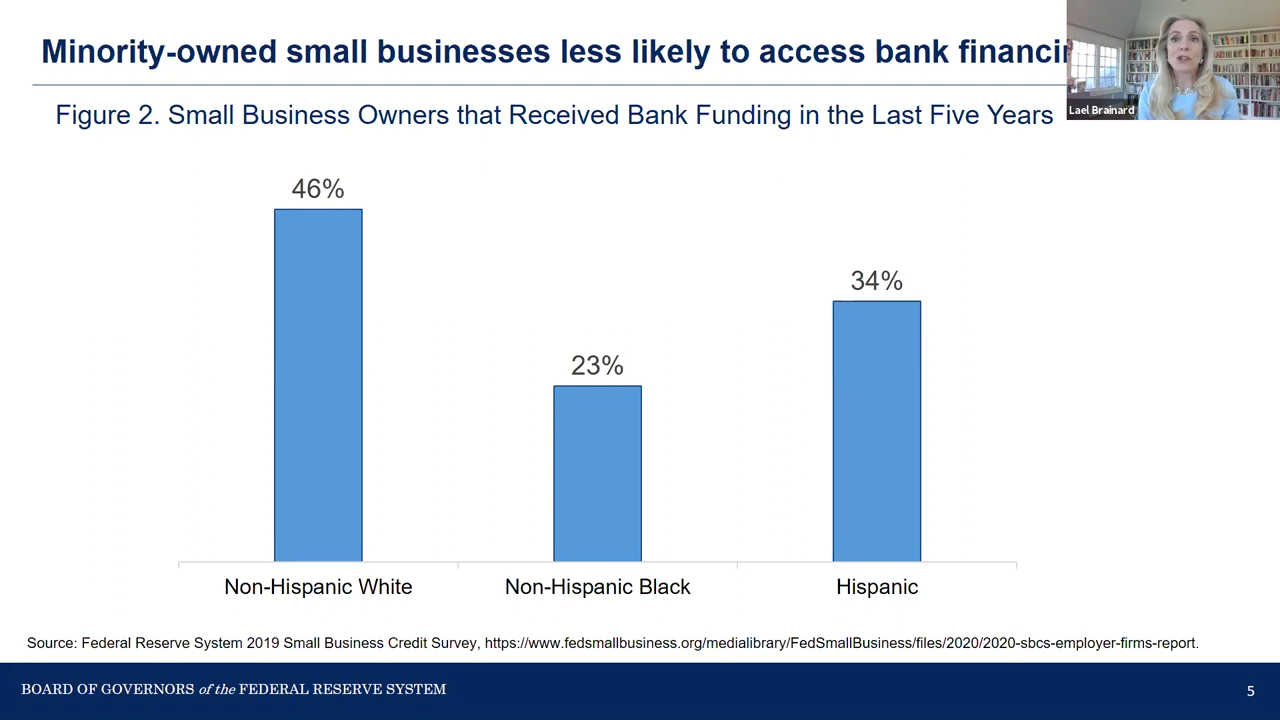 Minority-owned small businesses less likely to access bank
Figure 2. Small Business Owners that Received Bank Funding in the Last Five Years
Lael Brainard
46%
34%
23%
Non-Hispanic White
Non-Hispanic Black
Hispanic
Source: Federal Reserve System 2019 Small Business Credit Survey, https://www.fedsmallbusiness.org/medialibrary/FedSmallBusiness/files/2020/2020-sbcs-employer-firms-report.
BOARD OF GOVERNORS of the FEDERAL RESERVE SYSTEM
5